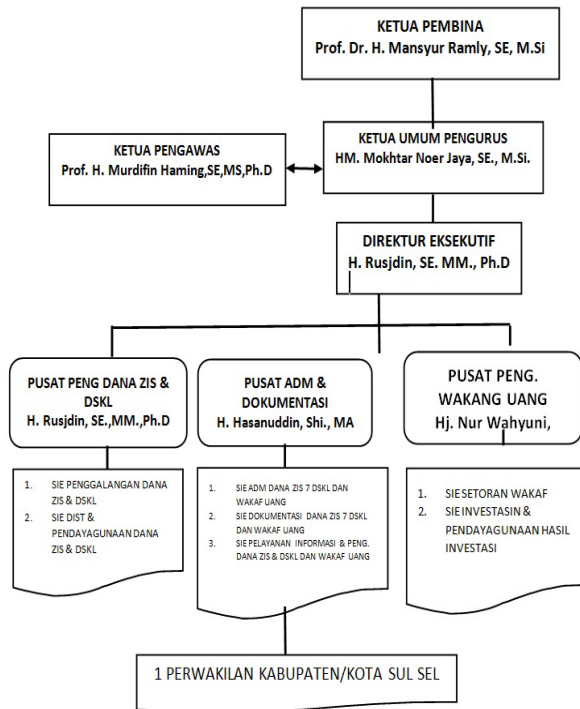 KETUA PEMBINA
Prof. Dr. H. Mansyur Ramly, SE, M.Si
KETUA PENGAWAS
Prof. H. Murdifin Haming,SE,MS,Ph.D
KETUA UMUM PENGURUS
HM. Mokhtar Noer Jaya, SE., M.Si.
DIREKTUR EKSEKUTIF
H. Rusjdin, SE. MM., Ph.D
PUSAT PENG DANA ZIS &
DSKL
H. Rusjdin, SE.,MM.,Ph.D
PUSAT ADM &
DOKUMENTASI
H. Hasanuddin, Shi., MA
PUSAT PENG.
WAKANG UANG
Hj. Nur Wahyuni,
1. SIE PENGGALANGAN DANA
ZIS & DSKL
2. SIE DIST &
PENDAYAGUNAAN DANA
ZIS & DSKL
1. SIE ADM DANA ZIS 7 DSKL DAN
WAKAF UANG
2. SIE DOKUMENTASI DANA ZIS 7 DSKL
DAN WAKAF UANG
3. SIE PELAYANAN INFORMASI & PENG.
DANA ZIS & DSKL DAN WAKAF UANG
1. SIE SETORAN WAKAF
2. SIE INVESTASIN &
PENDAYAGUNAAN HASIL
INVESTASI
1 PERWAKILAN KABUPATEN/KOTA SUL SEL